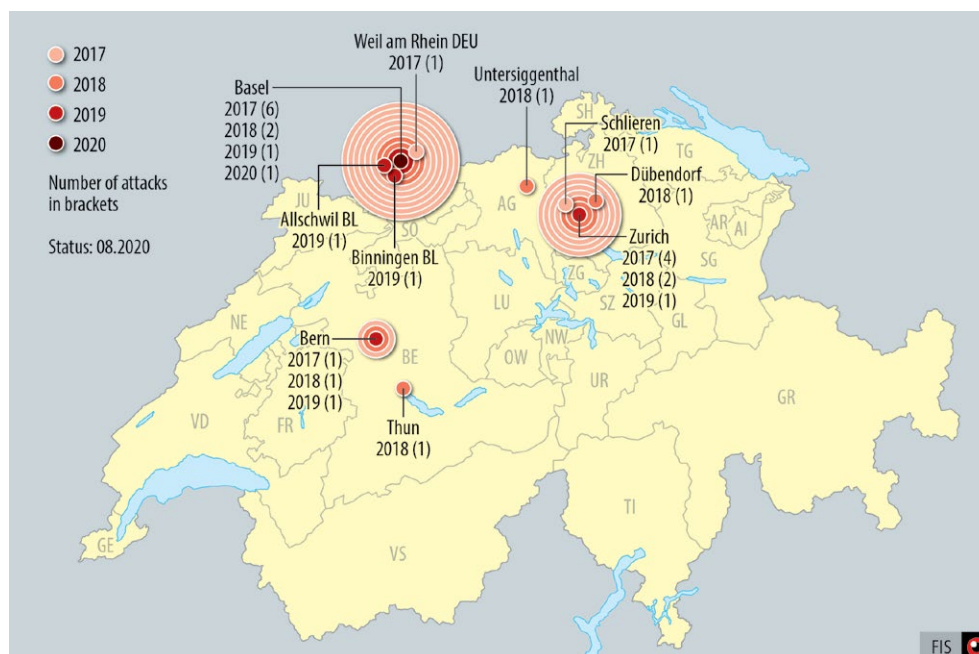 2017
2018
2019
2020
Number of attacks
in brackets
Status: 08.2020
Weil am Rhein DEU
2017 (1)
Basel
2017 (6)
2018 (2)
2019 (1)
2020 (1)
Untersiggenthal
2018 (1)
Schlieren
2017 (1)
Dübendorf
2018 (1)
Zurich
2017 (4)
2018 (2)
2019 (1)
Allschwil BL
2019 (1)
Binningen BL
2019 (1)
Bern
2017 (1)
2018 (1)
2019 (1)
Thun
2018 (1)
SH
ZH
TG
JU
SO
AG
AR
AI
SG
ZG
SZ
GL
LU
NE
BE
OW
NW
UR
GR
VD
FR
GE
VS
TI
FIS